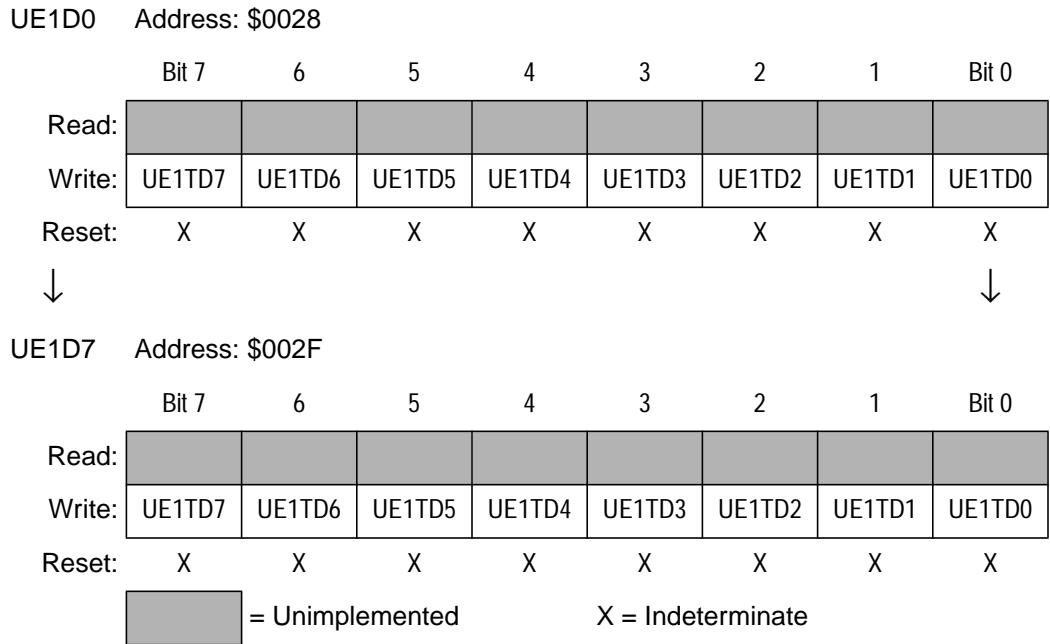 UE1D0 Address: $0028
Bit 7 6 5 4 3 2 1 Bit 0
Read:
Write: UE1TD7 UE1TD6 UE1TD5 UE1TD4 UE1TD3 UE1TD2 UE1TD1 UE1TD0
Reset: X X X X X X X X
↓ ↓
UE1D7 Address: $002F
Bit 7 6 5 4 3 2 1 Bit 0
Read:
Write: UE1TD7 UE1TD6 UE1TD5 UE1TD4 UE1TD3 UE1TD2 UE1TD1 UE1TD0
Reset: X X X X X X X X
= Unimplemented X = Indeterminate